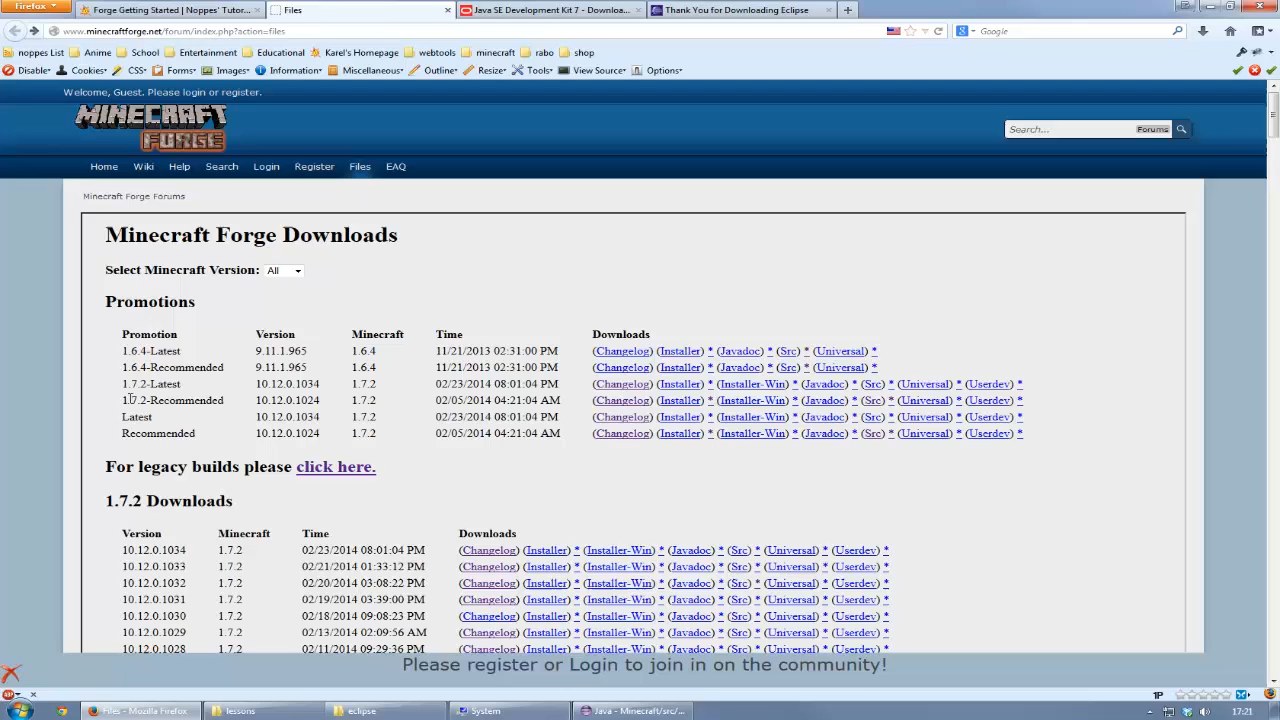 Firefox
Forge Getting Started | Noppes' Tutor...
Files
Java SE Development Kit 7 - Downloa...
Thank You for Downloading Eclipse
www.minecraftforge.net/forum/index.php?action=files
Google
noppes List Anime School Entertainment Educational Karel's Homepage webtools minecraft rabo shop
Disable Cookies CSS Forms Images Information Miscellaneous Outline Resize Tools View Source Options
Welcome, Guest. Please login or register.
MINECRAFT
FORGE
Search... Forums
Home Wiki Help Search Login Register Files EAQ
Minecraft Forge Forums
Minecraft Forge Downloads
Select Minecraft Version: All
Promotions
Promotion Version Minecraft Time Downloads
1.6.4-Latest 9.11.1.965 1.6.4 11/21/2013 02:31:00 PM (Changelog) (Installer) * (Javadoc) * (Src) * (Universal) *
1.6.4-Recommended 9.11.1.965 1.6.4 11/21/2013 02:31:00 PM (Changelog) (Installer) * (Javadoc) * (Src) * (Universal) *
1.7.2-Latest 10.12.0.1034 1.7.2 02/23/2014 08:01:04 PM (Changelog) (Installer) * (Installer-Win) * (Javadoc) * (Src) * (Universal) * (Userdev) *
1.7.2-Recommended 10.12.0.1024 1.7.2 02/05/2014 04:21:04 AM (Changelog) (Installer) * (Installer-Win) * (Javadoc) * (Src) * (Universal) * (Userdev) *
Latest 10.12.0.1034 1.7.2 02/23/2014 08:01:04 PM (Changelog) (Installer) * (Installer-Win) * (Javadoc) * (Src) * (Universal) * (Userdev) *
Recommended 10.12.0.1024 1.7.2 02/05/2014 04:21:04 AM (Changelog) (Installer) * (Installer-Win) * (Javadoc) * (Src) * (Universal) * (Userdev) *
For legacy builds please click here.
1.7.2 Downloads
Version Minecraft Time Downloads
10.12.0.1034 1.7.2 02/23/2014 08:01:04 PM (Changelog) (Installer) * (Installer-Win) * (Javadoc) * (Src) * (Universal) * (Userdev) *
10.12.0.1033 1.7.2 02/21/2014 01:33:12 PM (Changelog) (Installer) * (Installer-Win) * (Javadoc) * (Src) * (Universal) * (Userdev) *
10.12.0.1032 1.7.2 02/20/2014 03:08:22 PM (Changelog) (Installer) * (Installer-Win) * (Javadoc) * (Src) * (Universal) * (Userdev) *
10.12.0.1031 1.7.2 02/19/2014 03:39:00 PM (Changelog) (Installer) * (Installer-Win) * (Javadoc) * (Src) * (Universal) * (Userdev) *
10.12.0.1030 1.7.2 02/18/2014 09:08:23 PM (Changelog) (Installer) * (Installer-Win) * (Javadoc) * (Src) * (Universal) * (Userdev) *
10.12.0.1029 1.7.2 02/13/2014 02:09:56 AM (Changelog) (Installer) * (Installer-Win) * (Javadoc) * (Src) * (Universal) * (Userdev) *
10.12.0.1028 1.7.2 02/11/2014 09:29:36 PM (Changelog) (Installer) * (Installer-Win) * (Javadoc) * (Src) * (Universal) * (Userdev) *
Please register or Login to join in on the community!
ABP 1P
Files - Mozilla Firefox lessons eclipse System Java - Minecraft/src/... 17:21